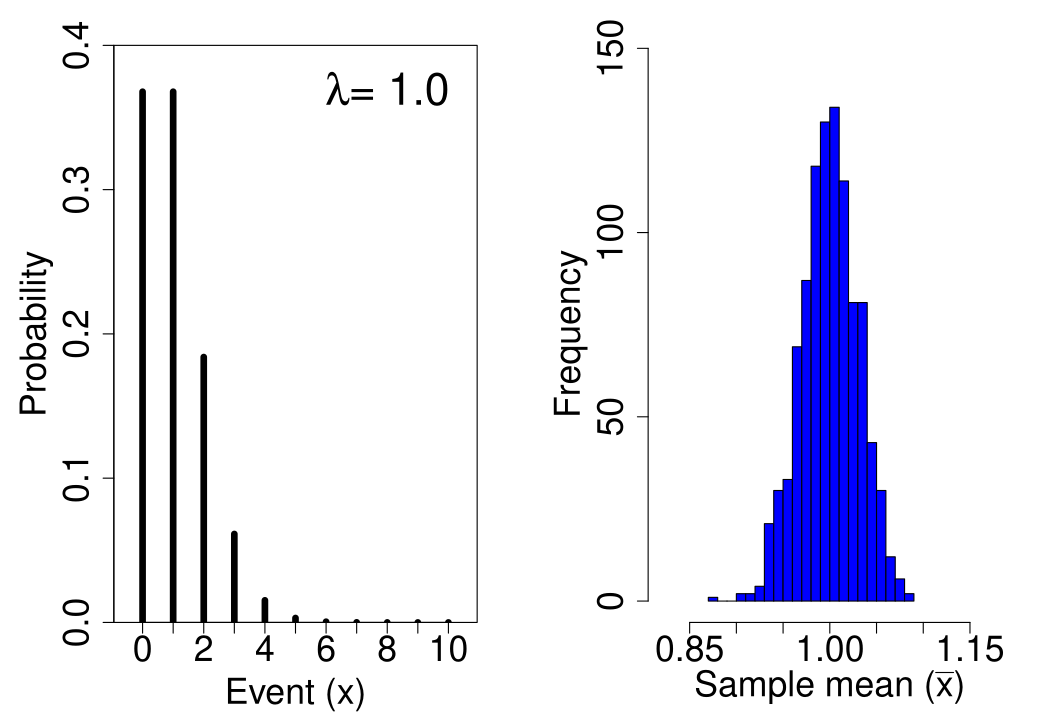 λ= 1.0
Probability
0.0 0.1 0.2 0.3 0.4
0 2 4 6 8 10
Event (x)
Frequency
0 50 100 150
0.85 1.00 1.15
Sample mean (x̅)